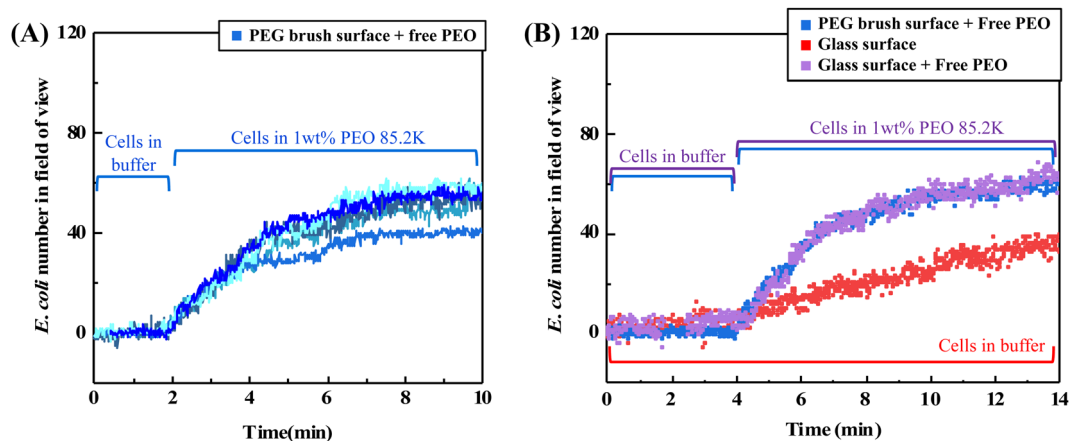 (A)
PEG brush surface + free PEO
E. coli number in field of view
120
80
40
0
Cells in
buffer
Cells in 1wt% PEO 85.2K
0 2 4 6 8 10
Time(min)
(B)
PEG brush surface + Free PEO
Glass surface
Glass surface + Free PEO
E. coli number in field of view
120
80
40
0
Cells in buffer
Cells in 1wt% PEO 85.2K
Cells in buffer
0 2 4 6 8 10 12 14
Time (min)